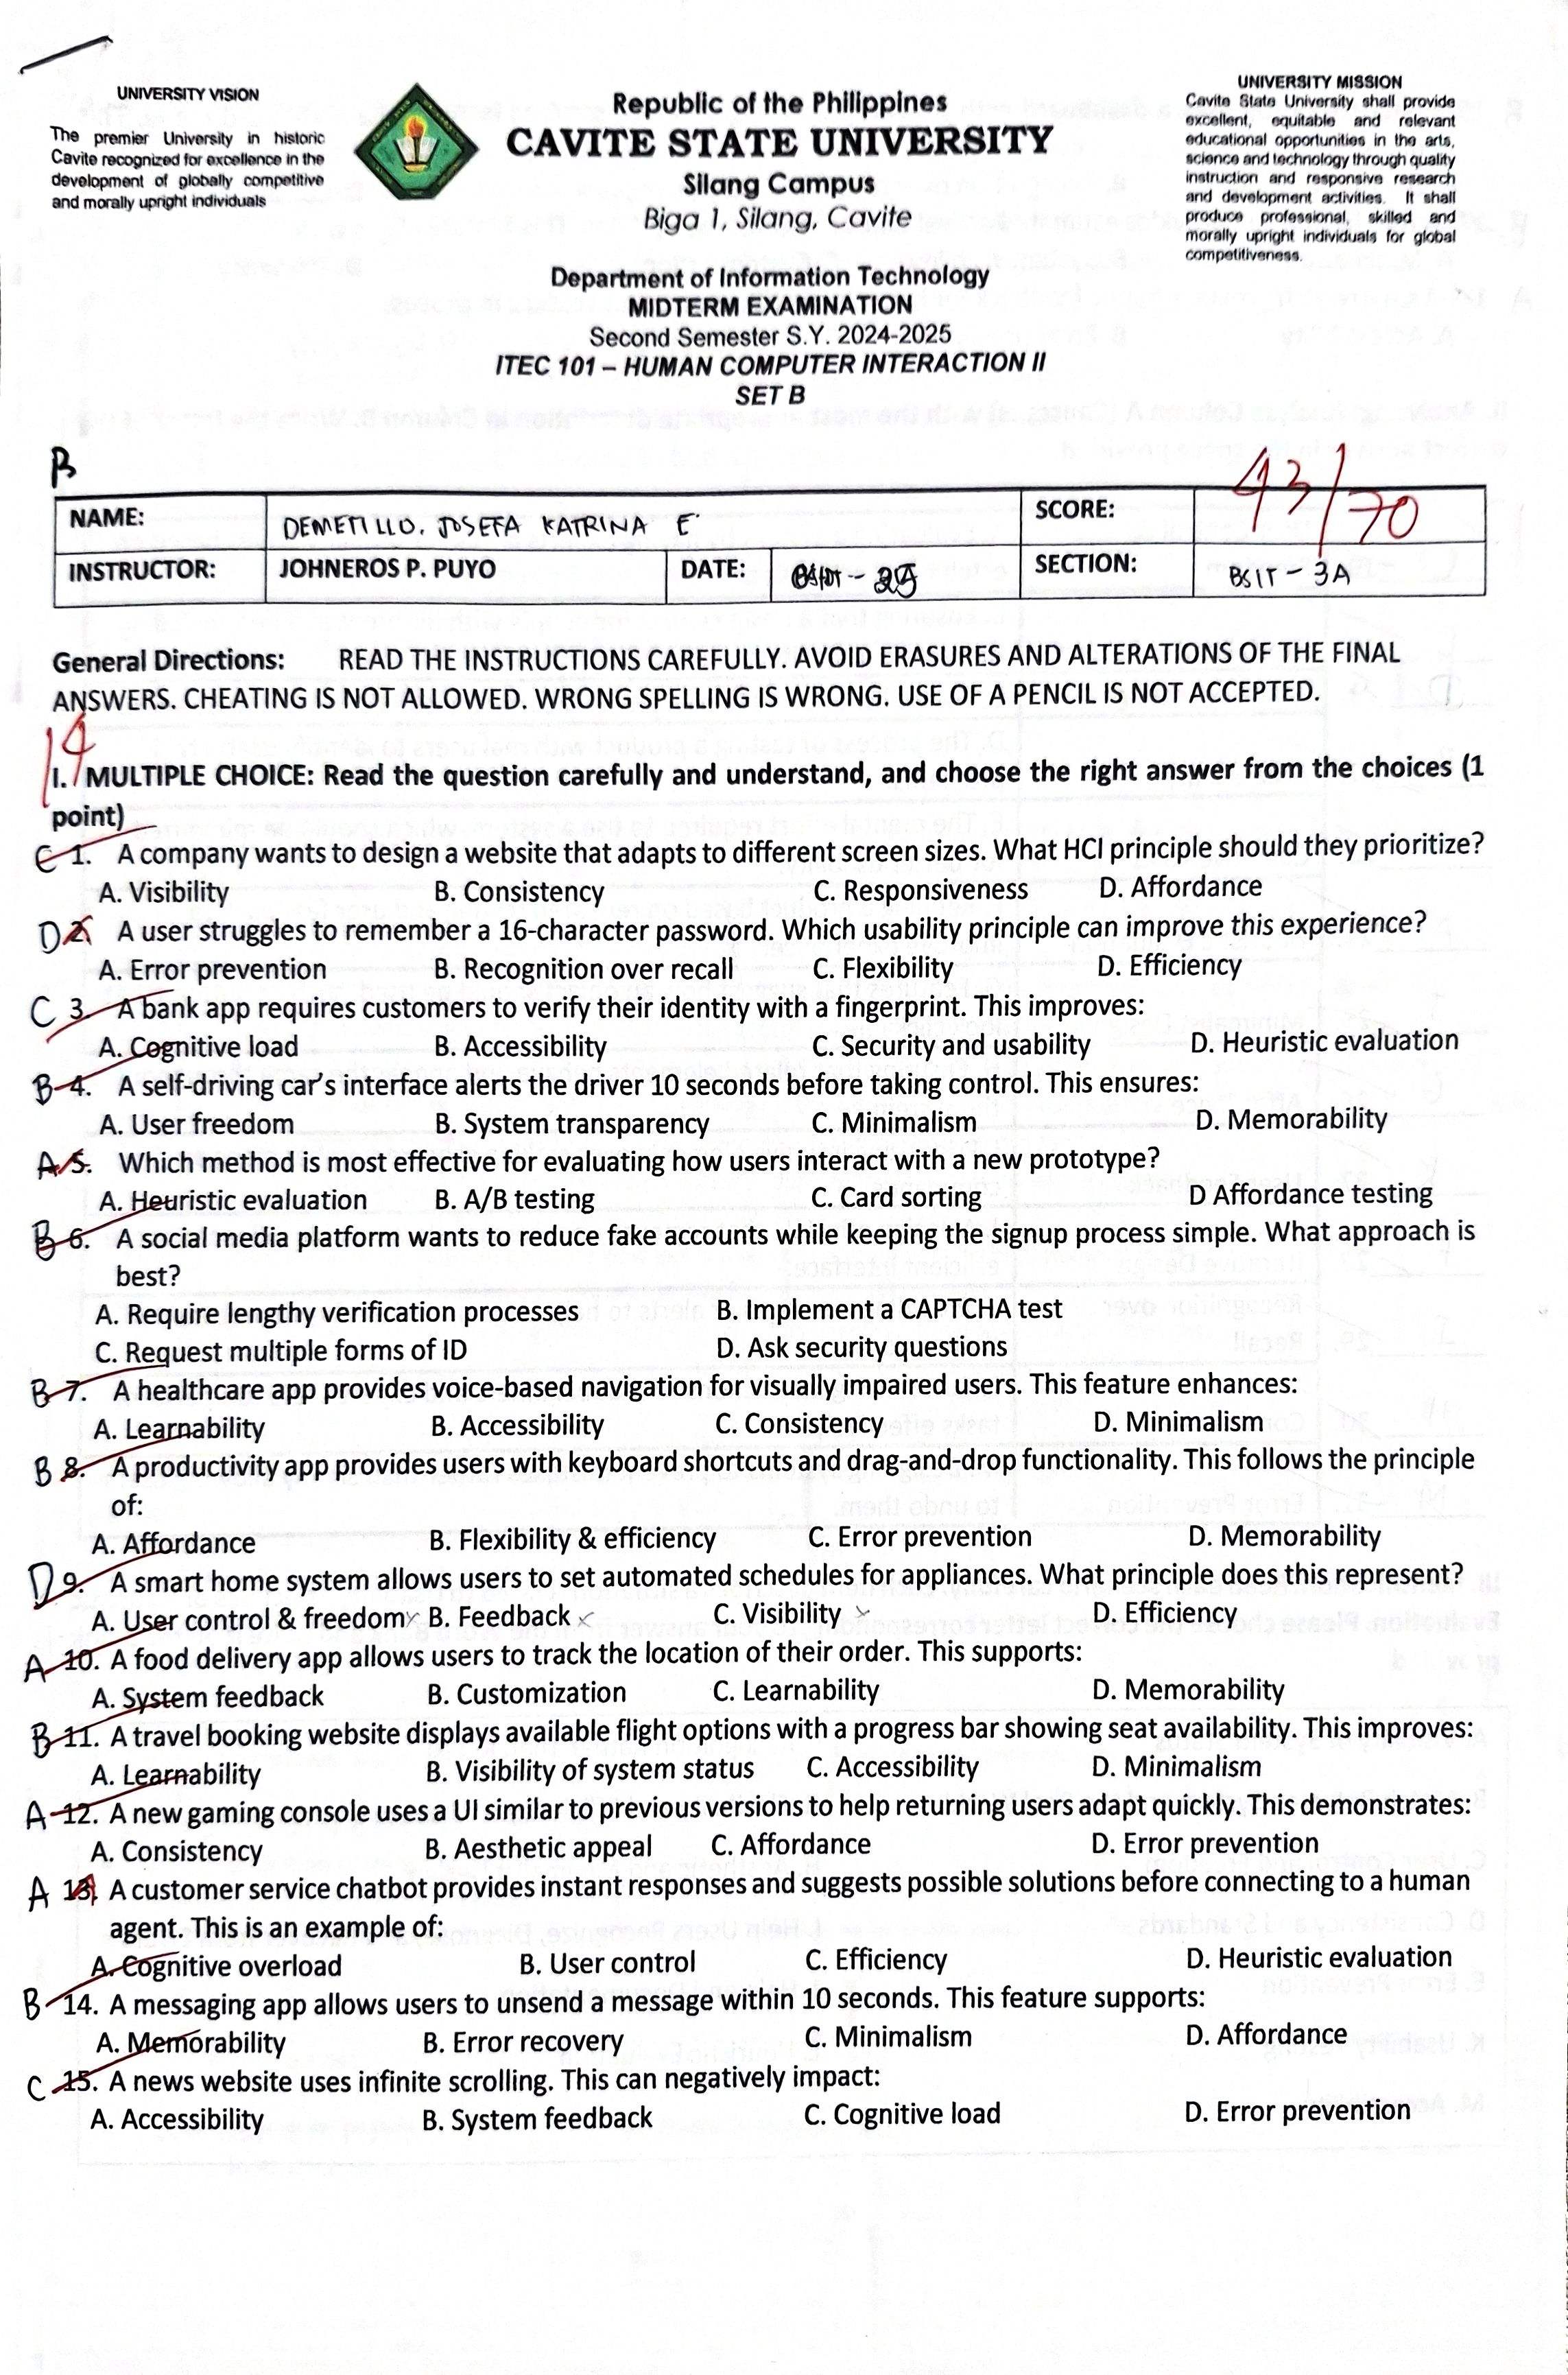 UNIVERSITY VISION
The premier University in historic
Cavite recognized for excellence in the
development of globally competitive
and morally upright individuals
Republic of the Philippines
CAVITE STATE UNIVERSITY
Silang Campus
Biga 1, Silang, Cavite
UNIVERSITY MISSION
Cavite State University shall provide
excellent, equitable and relevant
educational opportunities in the arts,
science and technology through quality
instruction and responsive research
and development activities. It shall
produce professional, skilled and
morally upright individuals for global
competitiveness.
Department of Information Technology
MIDTERM EXAMINATION
Second Semester S.Y. 2024-2025
ITEC 101 – HUMAN COMPUTER INTERACTION II
SET B
B
NAME: DEMETILLO. JOSEFA KATRINA E. SCORE: 43/70
INSTRUCTOR: JOHNEROS P. PUYO DATE: SECTION: BSIT - 3A
General Directions: READ THE INSTRUCTIONS CAREFULLY. AVOID ERASURES AND ALTERATIONS OF THE FINAL
ANSWERS. CHEATING IS NOT ALLOWED. WRONG SPELLING IS WRONG. USE OF A PENCIL IS NOT ACCEPTED.
14
I. MULTIPLE CHOICE: Read the question carefully and understand, and choose the right answer from the choices (1
point)
C 1. A company wants to design a website that adapts to different screen sizes. What HCI principle should they prioritize?
A. Visibility B. Consistency C. Responsiveness D. Affordance
D 2. A user struggles to remember a 16-character password. Which usability principle can improve this experience?
A. Error prevention B. Recognition over recall C. Flexibility D. Efficiency
C 3. A bank app requires customers to verify their identity with a fingerprint. This improves:
A. Cognitive load B. Accessibility C. Security and usability D. Heuristic evaluation
B 4. A self-driving car's interface alerts the driver 10 seconds before taking control. This ensures:
A. User freedom B. System transparency C. Minimalism D. Memorability
A 5. Which method is most effective for evaluating how users interact with a new prototype?
A. Heuristic evaluation B. A/B testing C. Card sorting D Affordance testing
B 6. A social media platform wants to reduce fake accounts while keeping the signup process simple. What approach is
best?
A. Require lengthy verification processes B. Implement a CAPTCHA test
C. Request multiple forms of ID D. Ask security questions
B 7. A healthcare app provides voice-based navigation for visually impaired users. This feature enhances:
A. Learnability B. Accessibility C. Consistency D. Minimalism
B 8. A productivity app provides users with keyboard shortcuts and drag-and-drop functionality. This follows the principle
of:
A. Affordance B. Flexibility & efficiency C. Error prevention D. Memorability
D 9. A smart home system allows users to set automated schedules for appliances. What principle does this represent?
A. User control & freedom B. Feedback C. Visibility D. Efficiency
A 10. A food delivery app allows users to track the location of their order. This supports:
A. System feedback B. Customization C. Learnability D. Memorability
B 11. A travel booking website displays available flight options with a progress bar showing seat availability. This improves:
A. Learnability B. Visibility of system status C. Accessibility D. Minimalism
A 12. A new gaming console uses a UI similar to previous versions to help returning users adapt quickly. This demonstrates:
A. Consistency B. Aesthetic appeal C. Affordance D. Error prevention
A 13. A customer service chatbot provides instant responses and suggests possible solutions before connecting to a human
agent. This is an example of:
A. Cognitive overload B. User control C. Efficiency D. Heuristic evaluation
B 14. A messaging app allows users to unsend a message within 10 seconds. This feature supports:
A. Memorability B. Error recovery C. Minimalism D. Affordance
C 15. A news website uses infinite scrolling. This can negatively impact:
A. Accessibility B. System feedback C. Cognitive load D. Error prevention